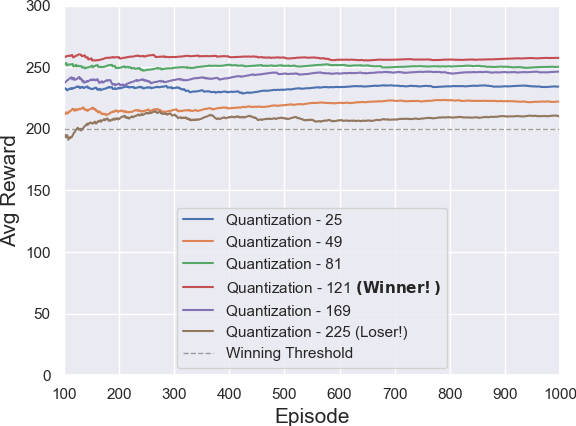 300
250
200
150
100
50
0
Avg Reward
Quantization - 25
Quantization - 49
Quantization - 81
Quantization - 121 (Winner!)
Quantization - 169
Quantization - 225 (Loser!)
Winning Threshold
100 200 300 400 500 600 700 800 900 1000
Episode